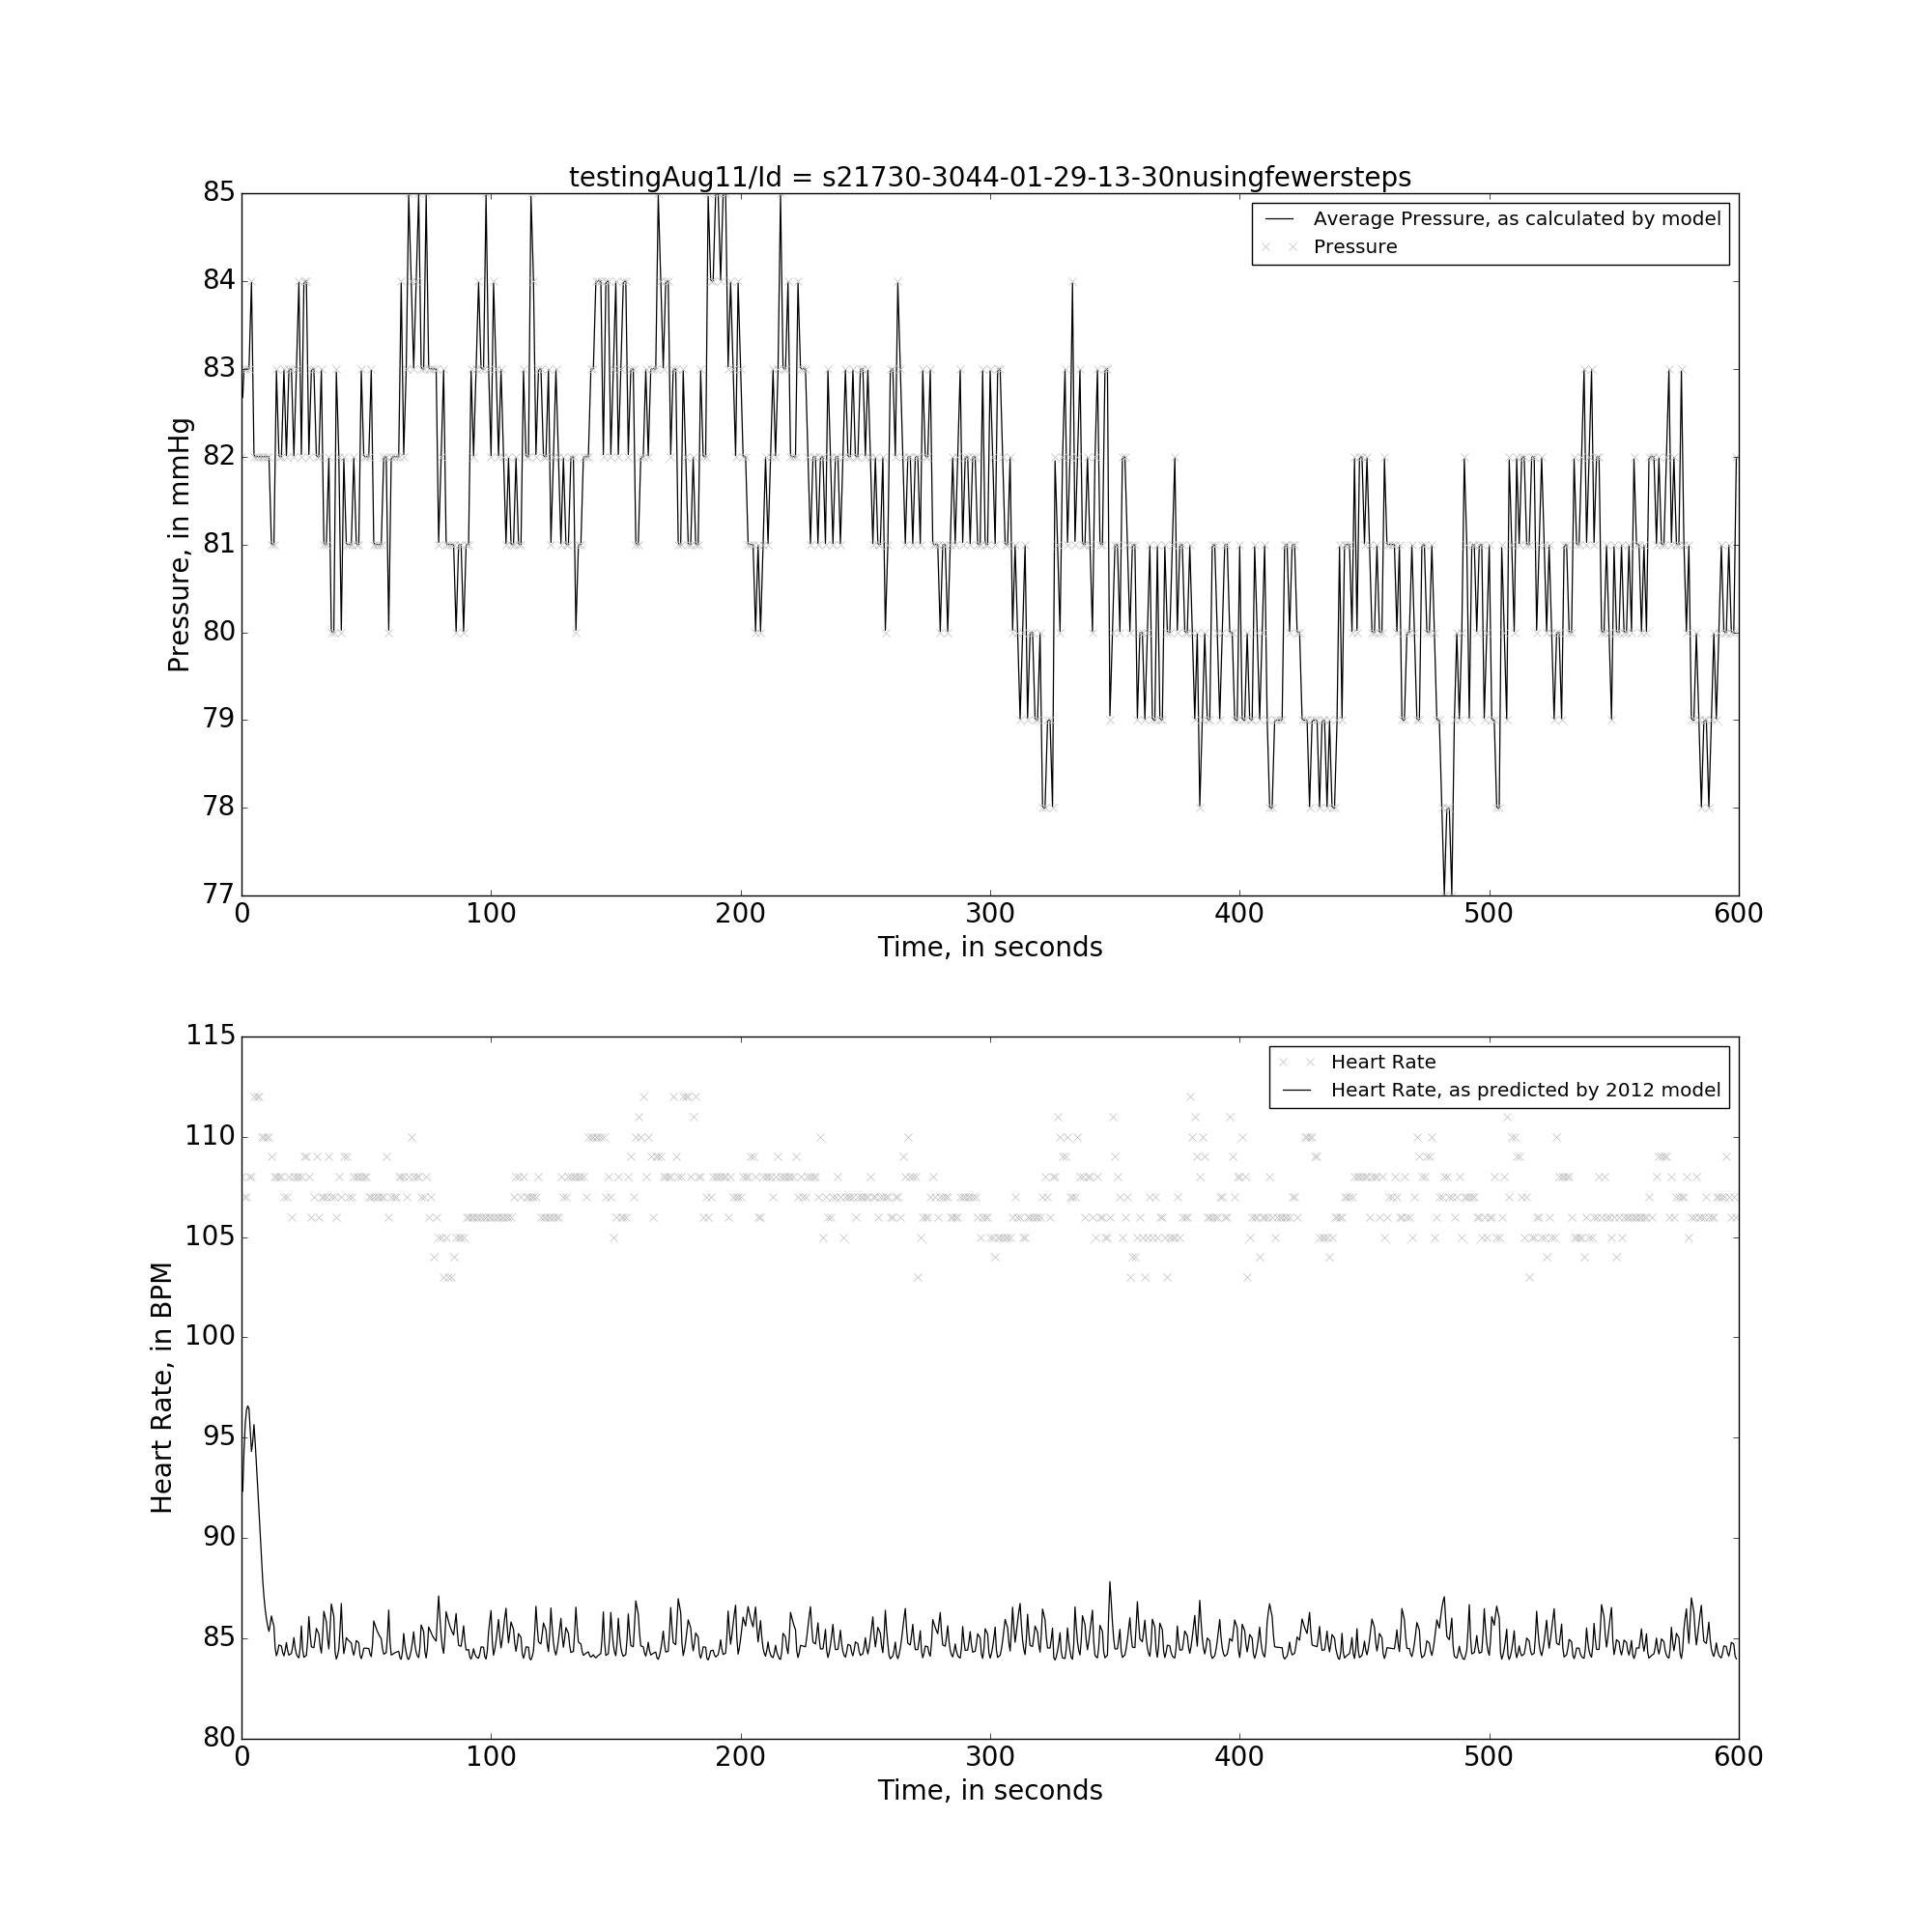 testingAug11/Id = s21730-3044-01-29-13-30nusingfewersteps
85
84
83
82
81
80
79
78
77
Pressure, in mmHg
Average Pressure, as calculated by model
Pressure
0 100 200 300 400 500 600
Time, in seconds
115
110
105
100
95
90
85
80
Heart Rate, in BPM
Heart Rate
Heart Rate, as predicted by 2012 model
0 100 200 300 400 500 600
Time, in seconds